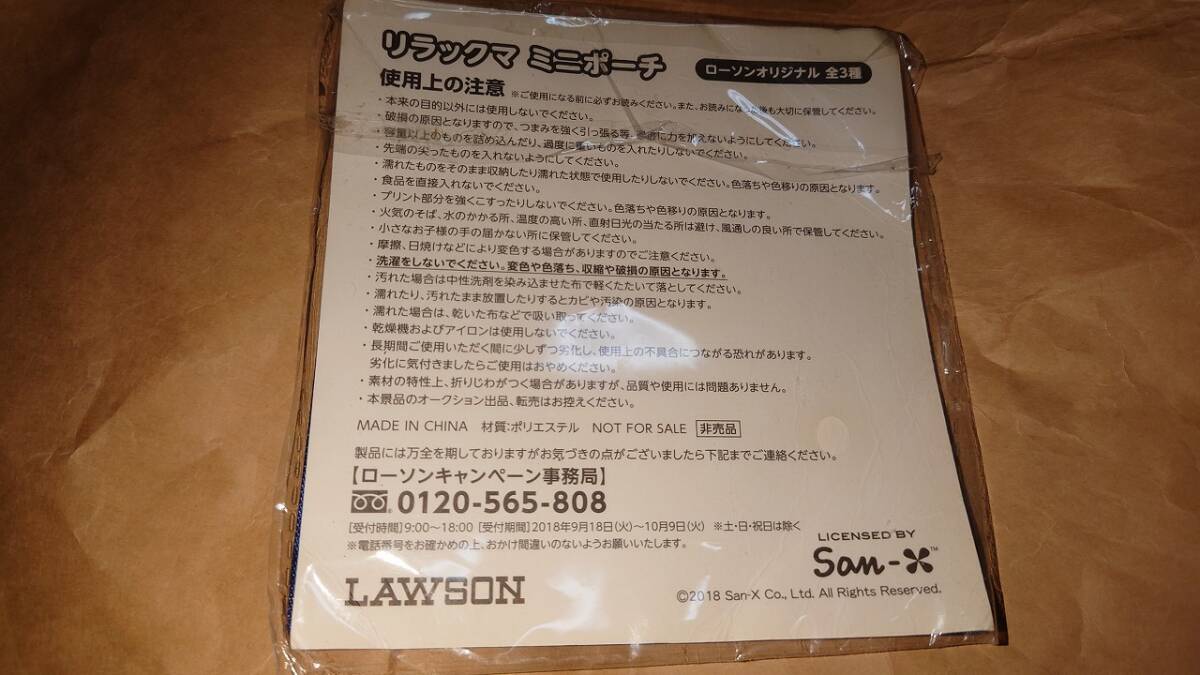 リラックマ ミニポーチ
ローソンオリジナル 全3種
使用上の注意 ※ご使用になる前に必ずお読みください。また、お読みになった後も大切に保管してください。
・本来の目的以外には使用しないでください。
・破損の原因となりますので、つまみを強く引っ張る等、過度に力を加えないようにしてください。
・容量以上のものを詰め込んだり、過度に重いものを入れたりしないでください。
・先端の尖ったものを入れないようにしてください。
・濡れたものをそのまま収納したり濡れた状態で使用したりしないでください。色落ちや色移りの原因となります。
・食品を直接入れないでください。
・プリント部分を強くこすったりしないでください。色落ちや色移りの原因となります。
・火気のそば、水のかかる所、温度の高い所、直射日光の当たる所は避け、風通しの良い所で保管してください。
・小さなお子様の手の届かない所に保管してください。
・摩擦、日焼けなどにより変色する場合がありますのでご注意ください。
・洗濯をしないでください。変色や色落ち、収縮や破損の原因となります。
・汚れた場合は中性洗剤を染み込ませた布で軽くたたいて落としてください。
・濡れたり、汚れたまま放置したりするとカビや汚染の原因となります。
・濡れた場合は、乾いた布などで吸い取ってください。
・乾燥機およびアイロンは使用しないでください。
・長期間ご使用いただく間に少しずつ劣化し、使用上の不具合につながる恐れがあります。
劣化に気付きましたらご使用はおやめください。
・素材の特性上、折りじわがつく場合がありますが、品質や使用には問題ありません。
・本景品のオークション出品、転売はお控えください。
MADE IN CHINA 材質:ポリエステル NOT FOR SALE 非売品
製品には万全を期しておりますがお気づきの点がございましたら下記までご連絡ください。
【ローソンキャンペーン事務局】
0120-565-808
[受付時間]9:00〜18:00 [受付期間]2018年9月18日(火)〜10月9日(火) ※土・日・祝日は除く
※電話番号をお確かめの上、おかけ間違いのないようお願いいたします。
LICENSED BY
San-X™
LAWSON
©2018 San-X Co., Ltd. All Rights Reserved.